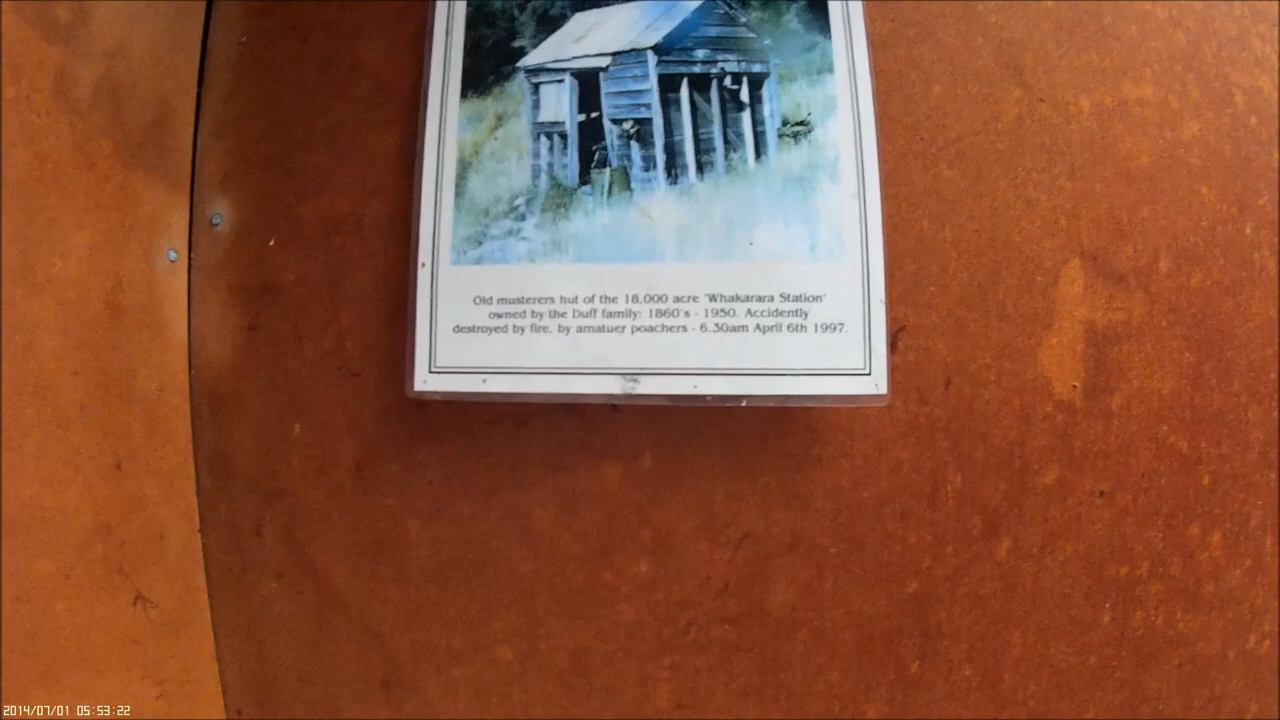 Old musterers hut of the 18,000 acre "Whakarara Station'
owned by the Duff family: 1860's - 1950. Accidently
destroyed by fire, by amatuer poachers - 6.30am April 6th 1997.
2014/07/01 05:53:22